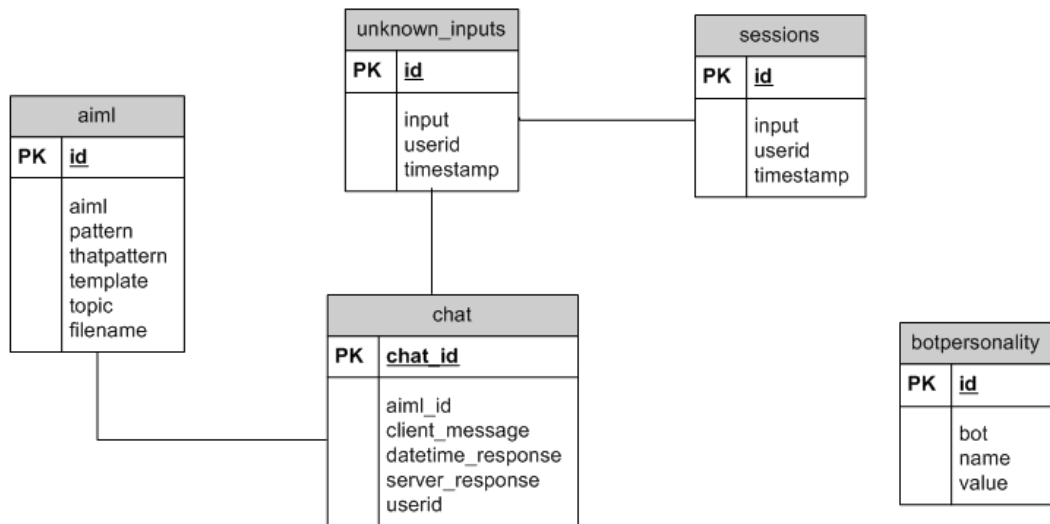 unknown_inputs
PK id
input
userid
timestamp
sessions
PK id
input
userid
timestamp
aiml
PK id
aiml
pattern
thatpattern
template
topic
filename
chat
PK chat_id
aiml_id
client_message
datetime_response
server_response
userid
botpersonality
PK id
bot
name
value